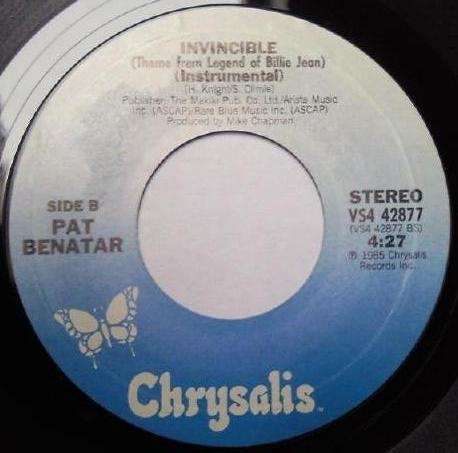 INVINCIBLE
(Theme from Legend of Billie Jean)
(Instrumental)
(H. Knight/S. Climie)
Publisher: The Makiki Pub. Co. Ltd./Arista Music
Inc. (ASCAP)/Rare Blue Music Inc. (ASCAP)
Produced by Mike Chapman
SIDE B
PAT
BENATAR
STEREO
VS4 42877
(VS4 42877 BS)
4:27
℗ 1985 Chrysalis
Records Inc.
Chrysalis™